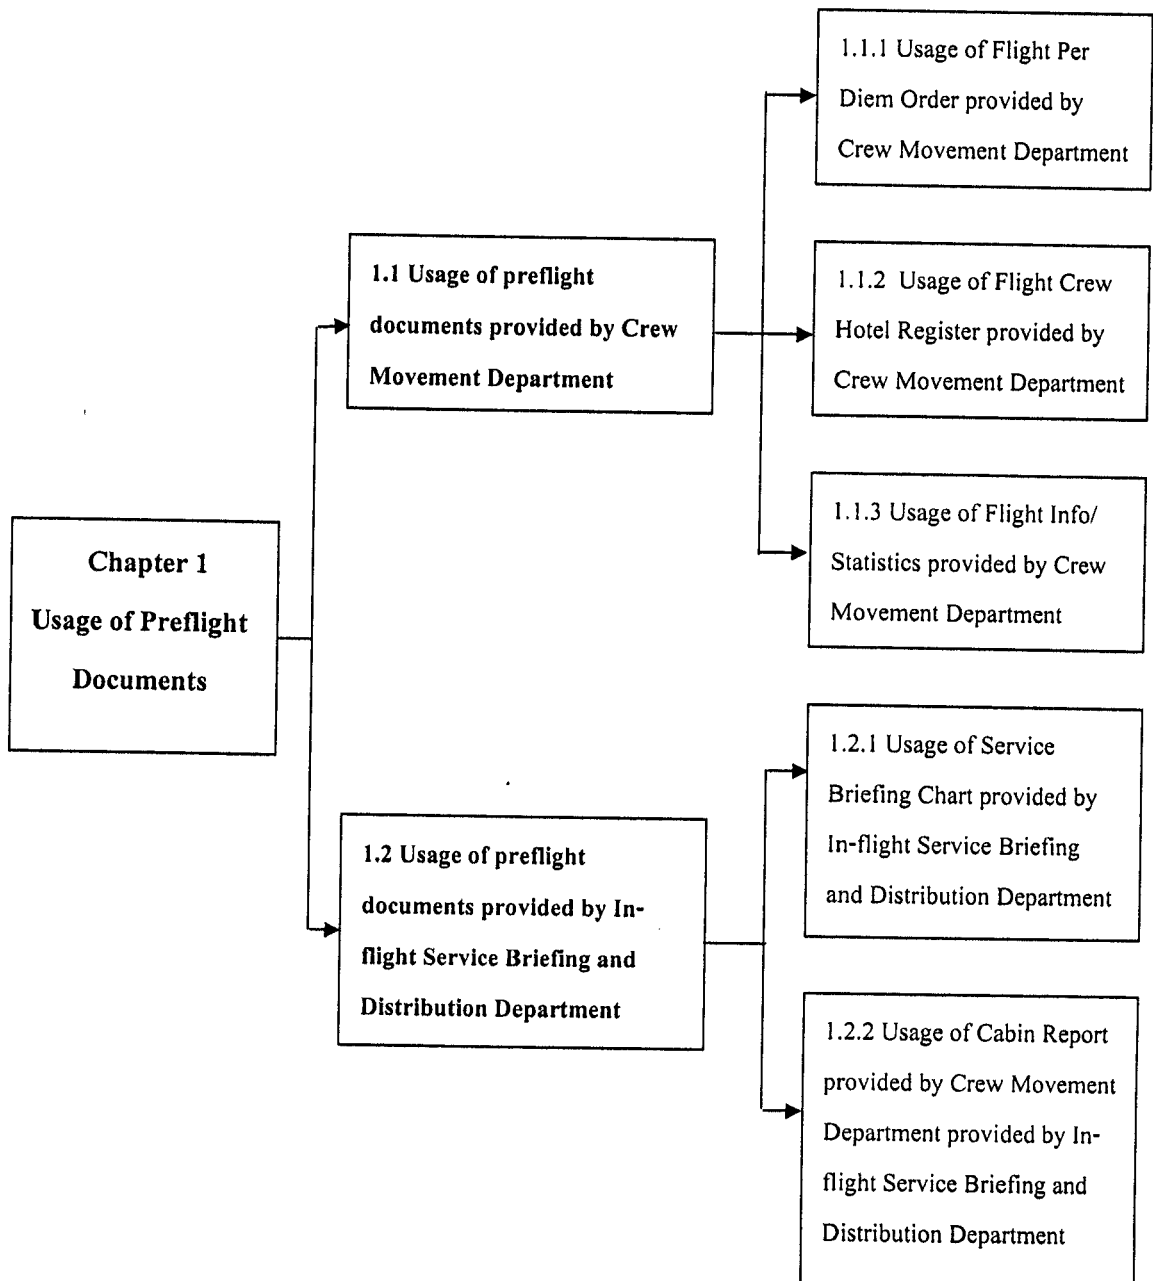 Chapter 1
Usage of Preflight
Documents
1.1 Usage of preflight
documents provided by Crew
Movement Department
1.1.1 Usage of Flight Per
Diem Order provided by
Crew Movement Department
1.1.2 Usage of Flight Crew
Hotel Register provided by
Crew Movement Department
1.1.3 Usage of Flight Info/
Statistics provided by Crew
Movement Department
1.2 Usage of preflight
documents provided by In-
flight Service Briefing and
Distribution Department
1.2.1 Usage of Service
Briefing Chart provided by
In-flight Service Briefing
and Distribution Department
1.2.2 Usage of Cabin Report
provided by Crew Movement
Department provided by In-
flight Service Briefing and
Distribution Department